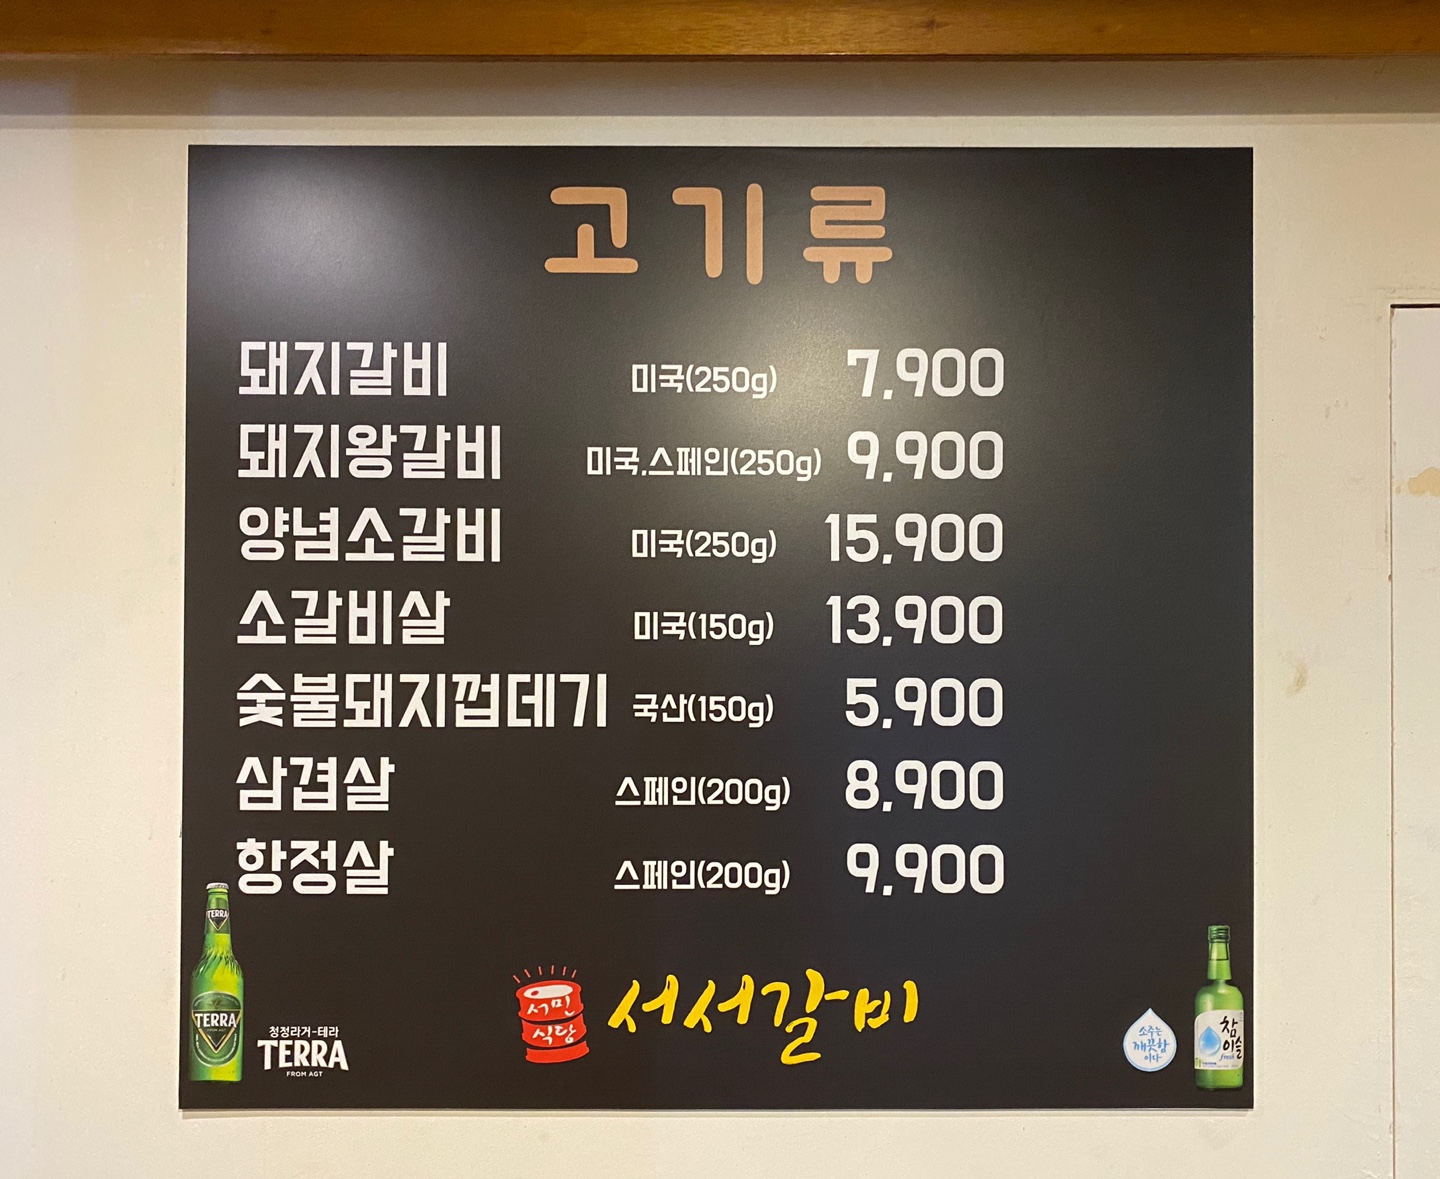 고기류
돼지갈비 미국(250g) 7,900
돼지왕갈비 미국,스페인(250g) 9,900
양념소갈비 미국(250g) 15,900
소갈비살 미국(150g) 13,900
숯불돼지껍데기 국산(150g) 5,900
삼겹살 스페인(200g) 8,900
항정살 스페인(200g) 9,900
TERRA
TERRA
FROM AGT
청정라거-테라
TERRA
FROM AGT
서민
식당
서서갈비
소주는
깨끗함
이다
참
이슬
fresh